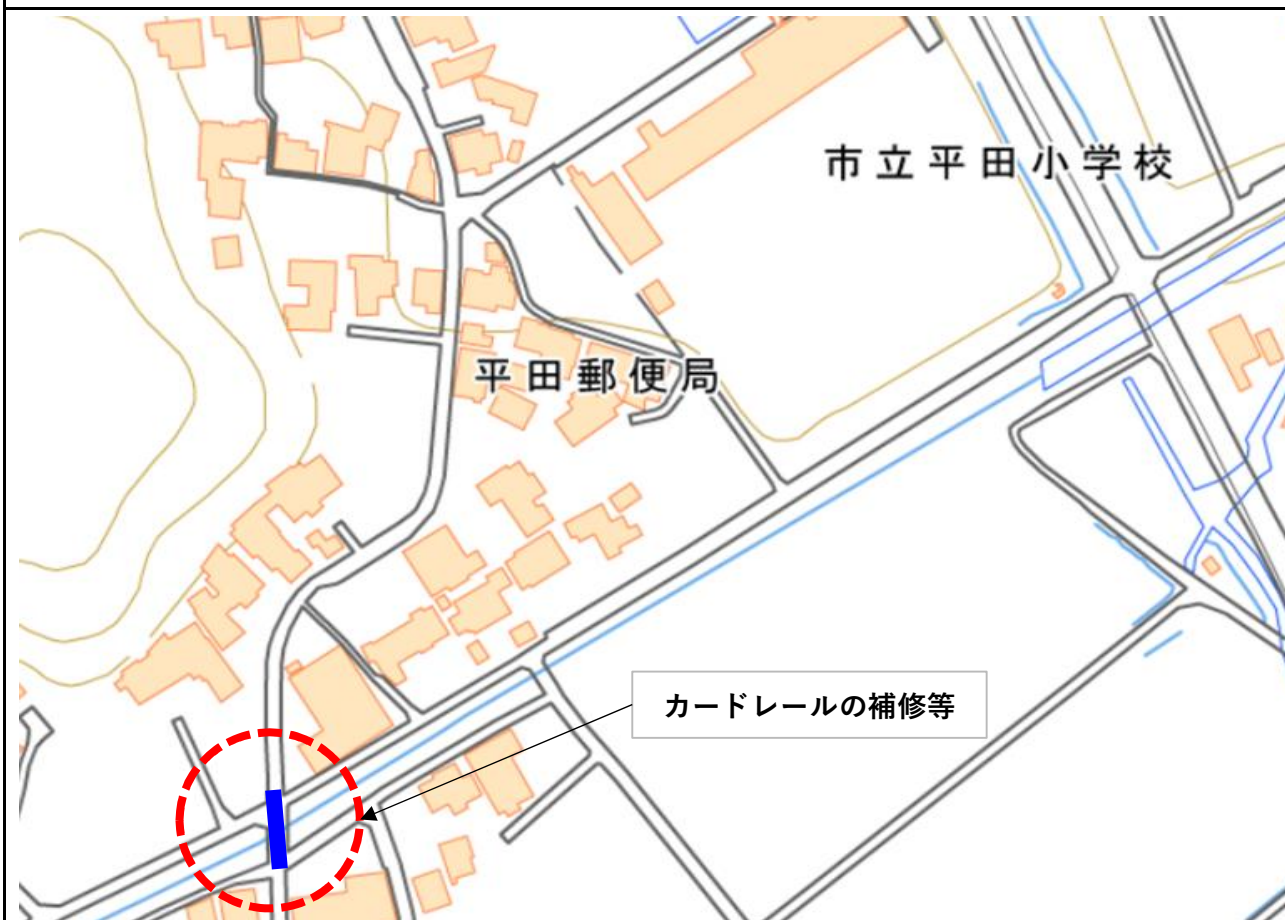 市立平田小学校
平田郵便局
カードレールの補修等